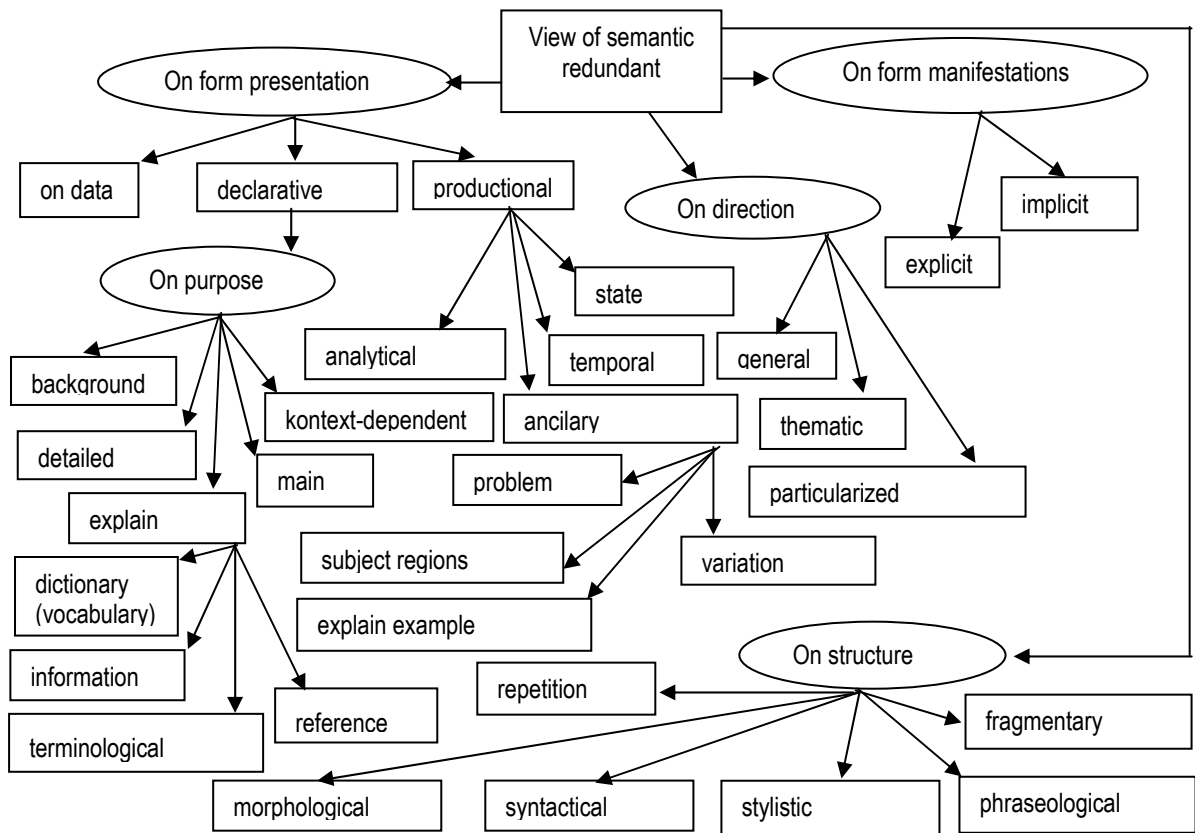 View of semantic
redundant
On form presentation
On form manifestations
on data
declarative
productional
On direction
implicit
explicit
On purpose
state
analytical
temporal
general
background
kontext-dependent
ancilary
thematic
detailed
main
problem
particularized
explain
subject regions
variation
dictionary
(vocabulary)
explain example
On structure
information
repetition
reference
fragmentary
terminological
morphological
syntactical
stylistic
phraseological